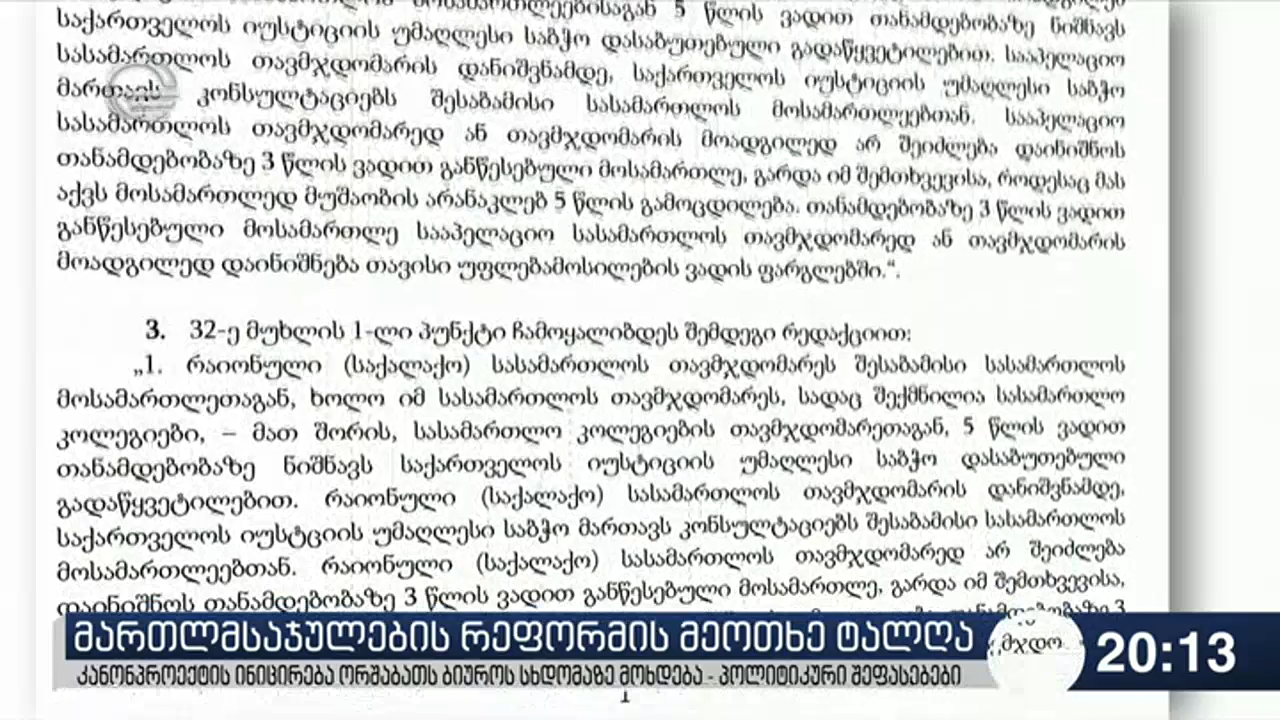 5 წლის ვადით თანამდებობაზე ნიშნავს
საქართველოს იუსტიციის უმაღლესი საბჭო დასაბუთებული გადაწყვეტილებით. სააპელაციო
სასამართლოს თავმჯდომარის დანიშვნამდე, საქართველოს იუსტიციის უმაღლესი საბჭო
მართავს კონსულტაციებს შესაბამისი სასამართლოს მოსამართლეებთან. სააპელაციო
სასამართლოს თავმჯდომარედ ან თავმჯდომარის მოადგილედ არ შეიძლება დაინიშნოს
თანამდებობაზე 3 წლის ვადით განწესებული მოსამართლე, გარდა იმ შემთხვევისა, როდესაც მას
აქვს მოსამართლედ მუშაობის არანაკლებ 5 წლის გამოცდილება. თანამდებობაზე 3 წლის ვადით
განწესებული მოსამართლე სააპელაციო სასამართლოს თავმჯდომარედ ან თავმჯდომარის
მოადგილედ დაინიშნება თავისი უფლებამოსილების ვადის ფარგლებში.“.
3. 32-ე მუხლის 1-ლი პუნქტი ჩამოყალიბდეს შემდეგი რედაქციით:
„1. რაიონული (საქალაქო) სასამართლოს თავმჯდომარეს შესაბამისი სასამართლოს
მოსამართლეთაგან, ხოლო იმ სასამართლოს თავმჯდომარეს, სადაც შექმნილია სასამართლო
კოლეგიები, – მათ შორის, სასამართლო კოლეგიების თავმჯდომარეთაგან, 5 წლის ვადით
თანამდებობაზე ნიშნავს საქართველოს იუსტიციის უმაღლესი საბჭო დასაბუთებული
გადაწყვეტილებით. რაიონული (საქალაქო) სასამართლოს თავმჯდომარის დანიშვნამდე,
საქართველოს იუსტიციის უმაღლესი საბჭო მართავს კონსულტაციებს შესაბამისი სასამართლოს
მოსამართლეებთან. რაიონული (საქალაქო) სასამართლოს თავმჯდომარედ არ შეიძლება
დაინიშნოს თანამდებობაზე 3 წლის ვადით განწესებული მოსამართლე, გარდა იმ შემთხვევისა,
მართლმსაჯულების რეფორმის მეოთხე ტალღა
20:13
კანონპროექტის ინიცირება ორშაბათს ბიუროს სხდომაზე მოხდება - პოლიტიკური შეფასებები
1